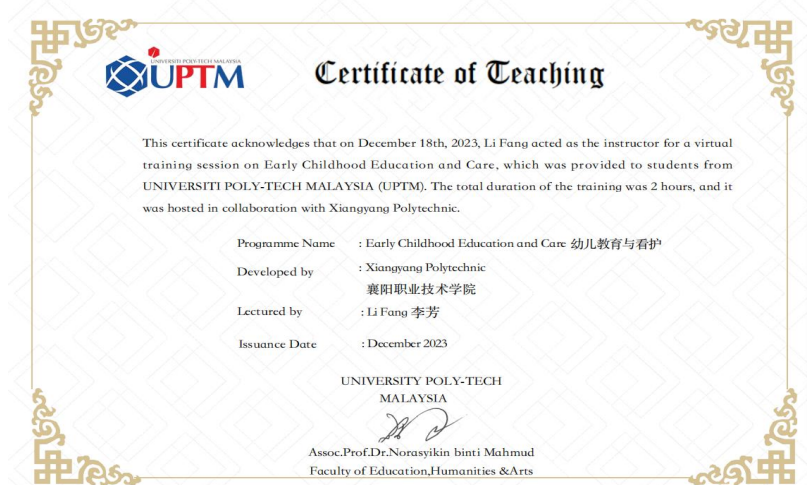 UNIVERSITI POLY-TECH MALAYSIA
UPTM
Certificate of Teaching
This certificate acknowledges that on December 18th, 2023, Li Fang acted as the instructor for a virtual
training session on Early Childhood Education and Care, which was provided to students from
UNIVERSITI POLY-TECH MALAYSIA (UPTM). The total duration of the training was 2 hours, and it
was hosted in collaboration with Xiangyang Polytechnic.
Programme Name : Early Childhood Education and Care 幼儿教育与看护
Developed by : Xiangyang Polytechnic
襄阳职业技术学院
Lectured by : Li Fang 李芳
Issuance Date : December 2023
UNIVERSITY POLY-TECH
MALAYSIA
Assoc.Prof.Dr.Norasyikin binti Mahmud
Faculty of Education,Humanities &Arts